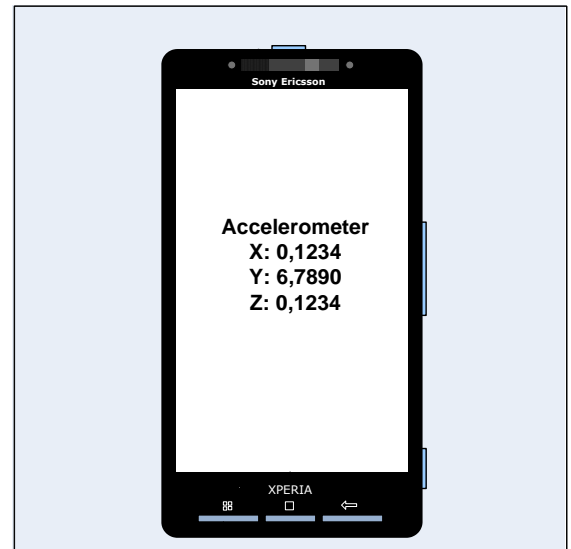 Sony Ericsson
Accelerometer
X: 0,1234
Y: 6,7890
Z: 0,1234
XPERIA